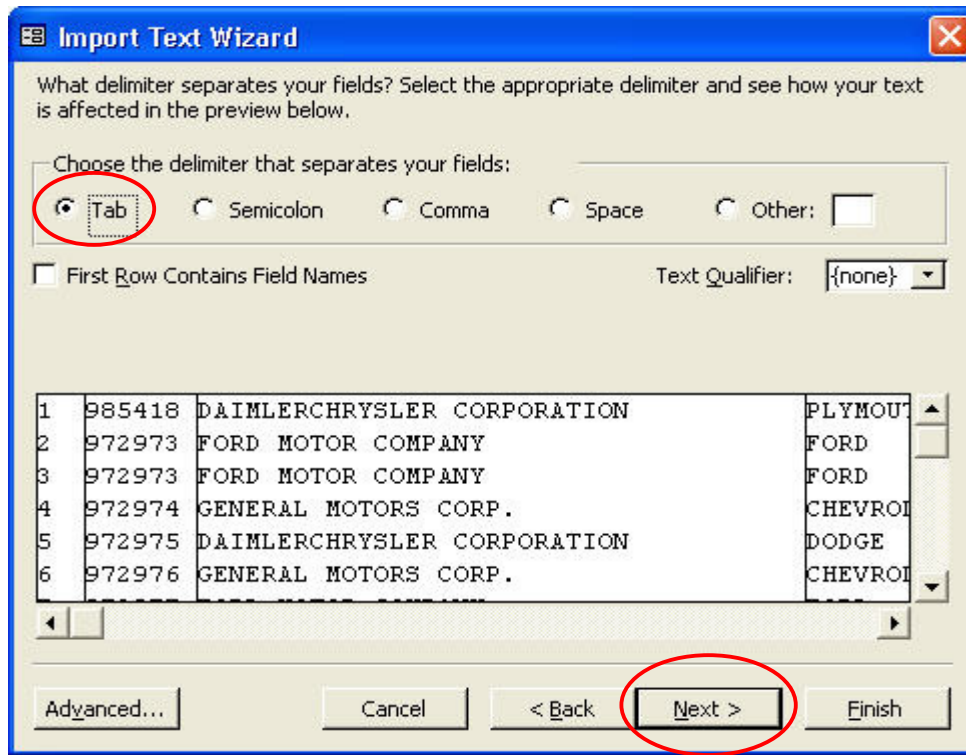 Import Text Wizard
What delimiter separates your fields? Select the appropriate delimiter and see how your text
is affected in the preview below.
Choose the delimiter that separates your fields:
Tab Semicolon Comma Space Other:
First Row Contains Field Names Text Qualifier: {none}
1 985418 DAIMLERCHRYSLER CORPORATION PLYMOUT
2 972973 FORD MOTOR COMPANY FORD
3 972973 FORD MOTOR COMPANY FORD
4 972974 GENERAL MOTORS CORP. CHEVROL
5 972975 DAIMLERCHRYSLER CORPORATION DODGE
6 972976 GENERAL MOTORS CORP. CHEVROL
Advanced... Cancel < Back Next > Finish